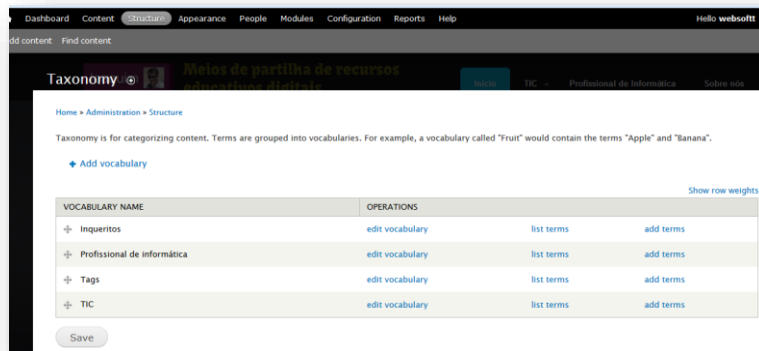 Dashboard Content Structure Appearance People Modules Configuration Reports Help Hello websoftt
dd content Find content
Meios de partilha de recursos
educativos digitais
Taxonomy
Início TIC Profissional de Informática Sobre nós
Home » Administration » Structure
Taxonomy is for categorizing content. Terms are grouped into vocabularies. For example, a vocabulary called "Fruit" would contain the terms "Apple" and "Banana".
+ Add vocabulary
Show row weights
VOCABULARY NAME OPERATIONS
Inqueritos edit vocabulary list terms add terms
Profissional de informática edit vocabulary list terms add terms
Tags edit vocabulary list terms add terms
TIC edit vocabulary list terms add terms
Save